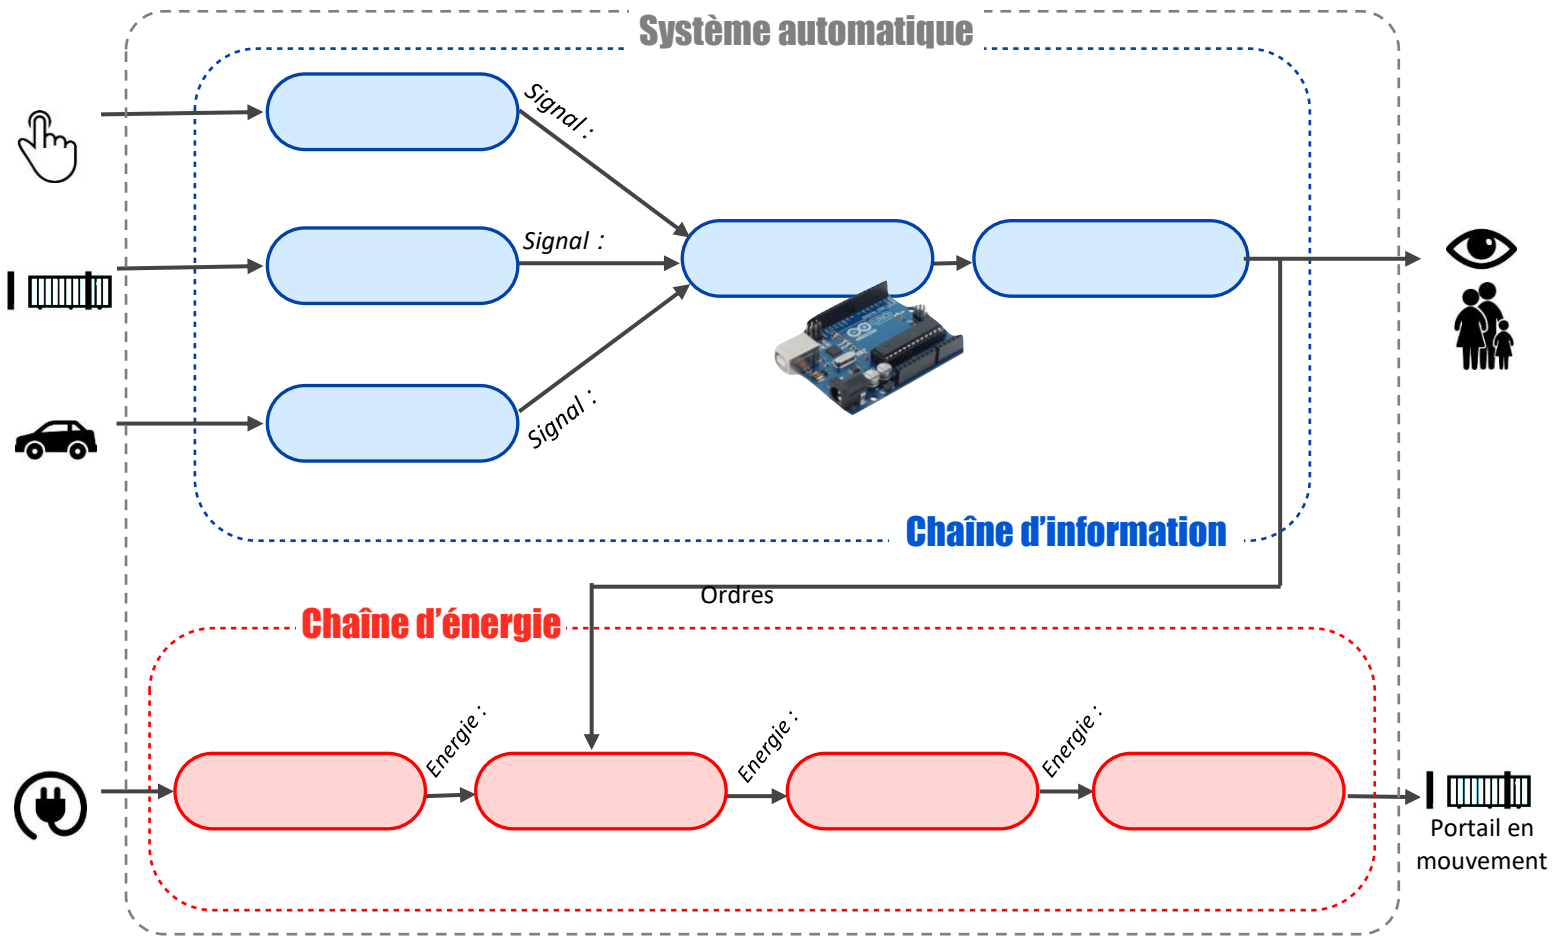 Système automatique
Signal :
Signal :
Signal :
Chaîne d’information
Ordres
Chaîne d’énergie
Energie :
Energie :
Energie :
Portail en
mouvement